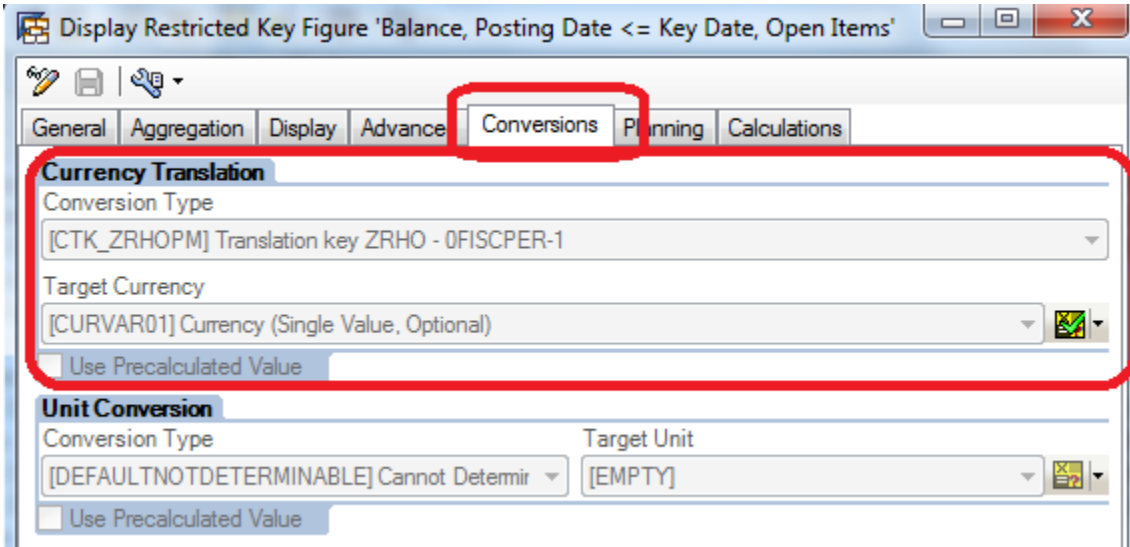 Display Restricted Key Figure 'Balance, Posting Date <= Key Date, Open Items'
General Aggregation Display Advance Conversions Planning Calculations
Currency Translation
Conversion Type
[CTK_ZRHOPM] Translation key ZRHO - 0FISCPER-1
Target Currency
[CURVAR01] Currency (Single Value, Optional)
Use Precalculated Value
Unit Conversion
Conversion Type Target Unit
[DEFAULTNOTDETERMINABLE] Cannot Determin [EMPTY]
Use Precalculated Value